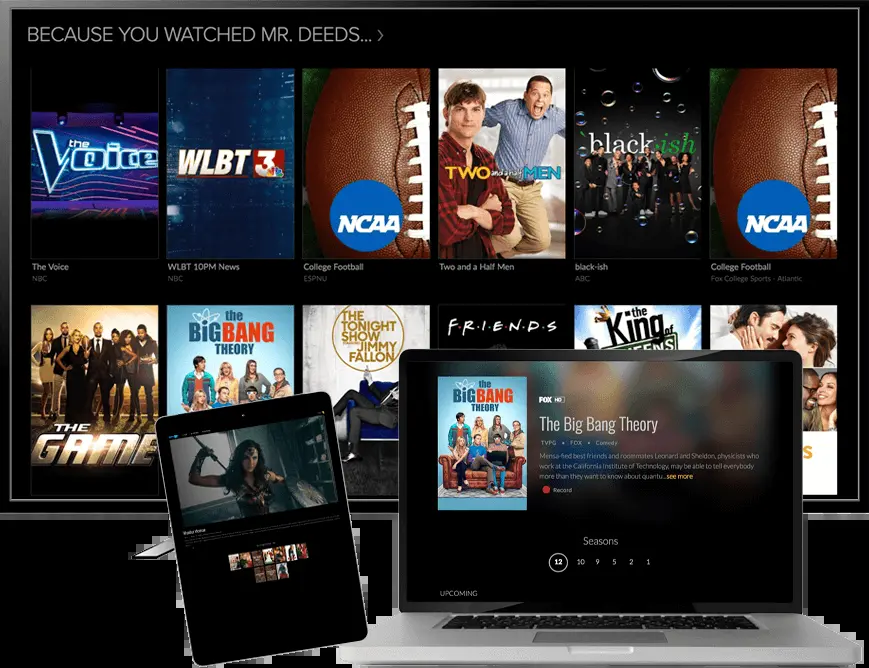 BECAUSE YOU WATCHED MR. DEEDS... >
the
Voice
WLBT 3
NCAA
TWO and a half MEN
black-ish
NCAA
The Voice
NBC
WLBT 10PM News
NBC
College Football
ESPNU
Two and a Half Men
black-ish
ABC
College Football
Fox College Sports - Atlantic
THE GAME
the
BIG BANG
THEORY
THE
TONIGHT
SHOW
JIMMY
FALLON
F·R·I·E·N·D·S
the
King of
QUEENS
the
BIG BANG
THEORY
FOX HD
The Big Bang Theory
TVPG • FOX • Comedy
Mensa-fied best friends and roommates Leonard and Sheldon, physicists who
work at the California Institute of Technology, may be able to tell everybody
more than they want to know about quantu...see more
Record
Seasons
12 10 9 5 2 1
UPCOMING